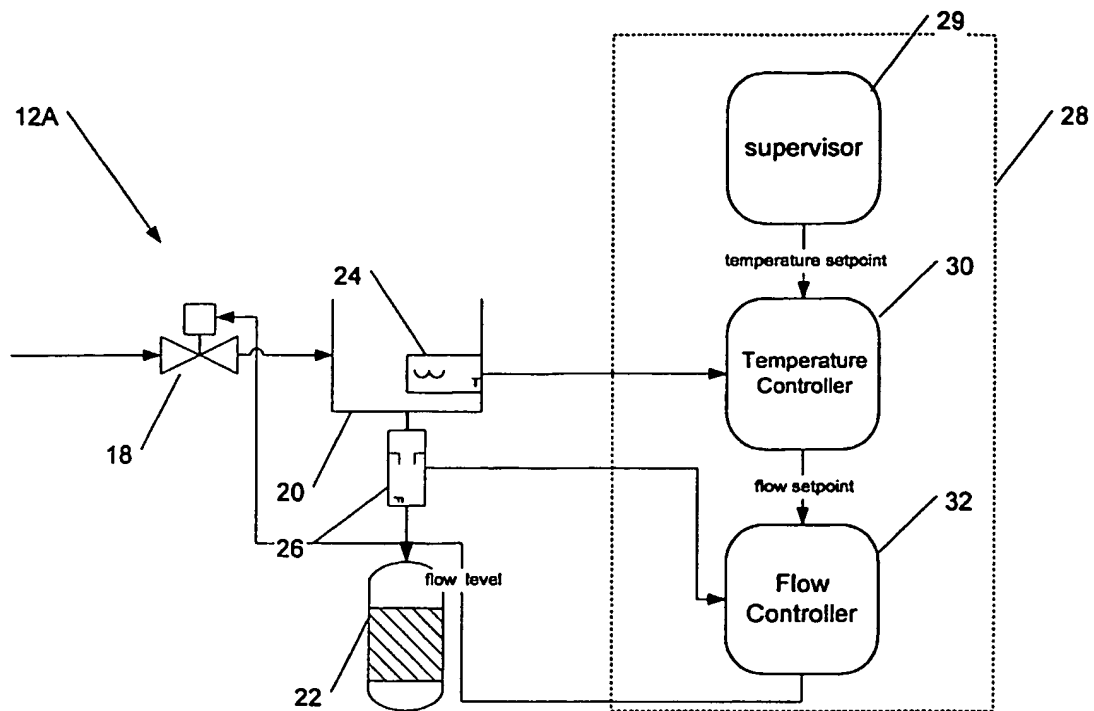 29
12A
28
supervisor
temperature setpoint
24
30
Temperature
Controller
T
18
20
flow setpoint
F
32
26
flow level
Flow
Controller
22